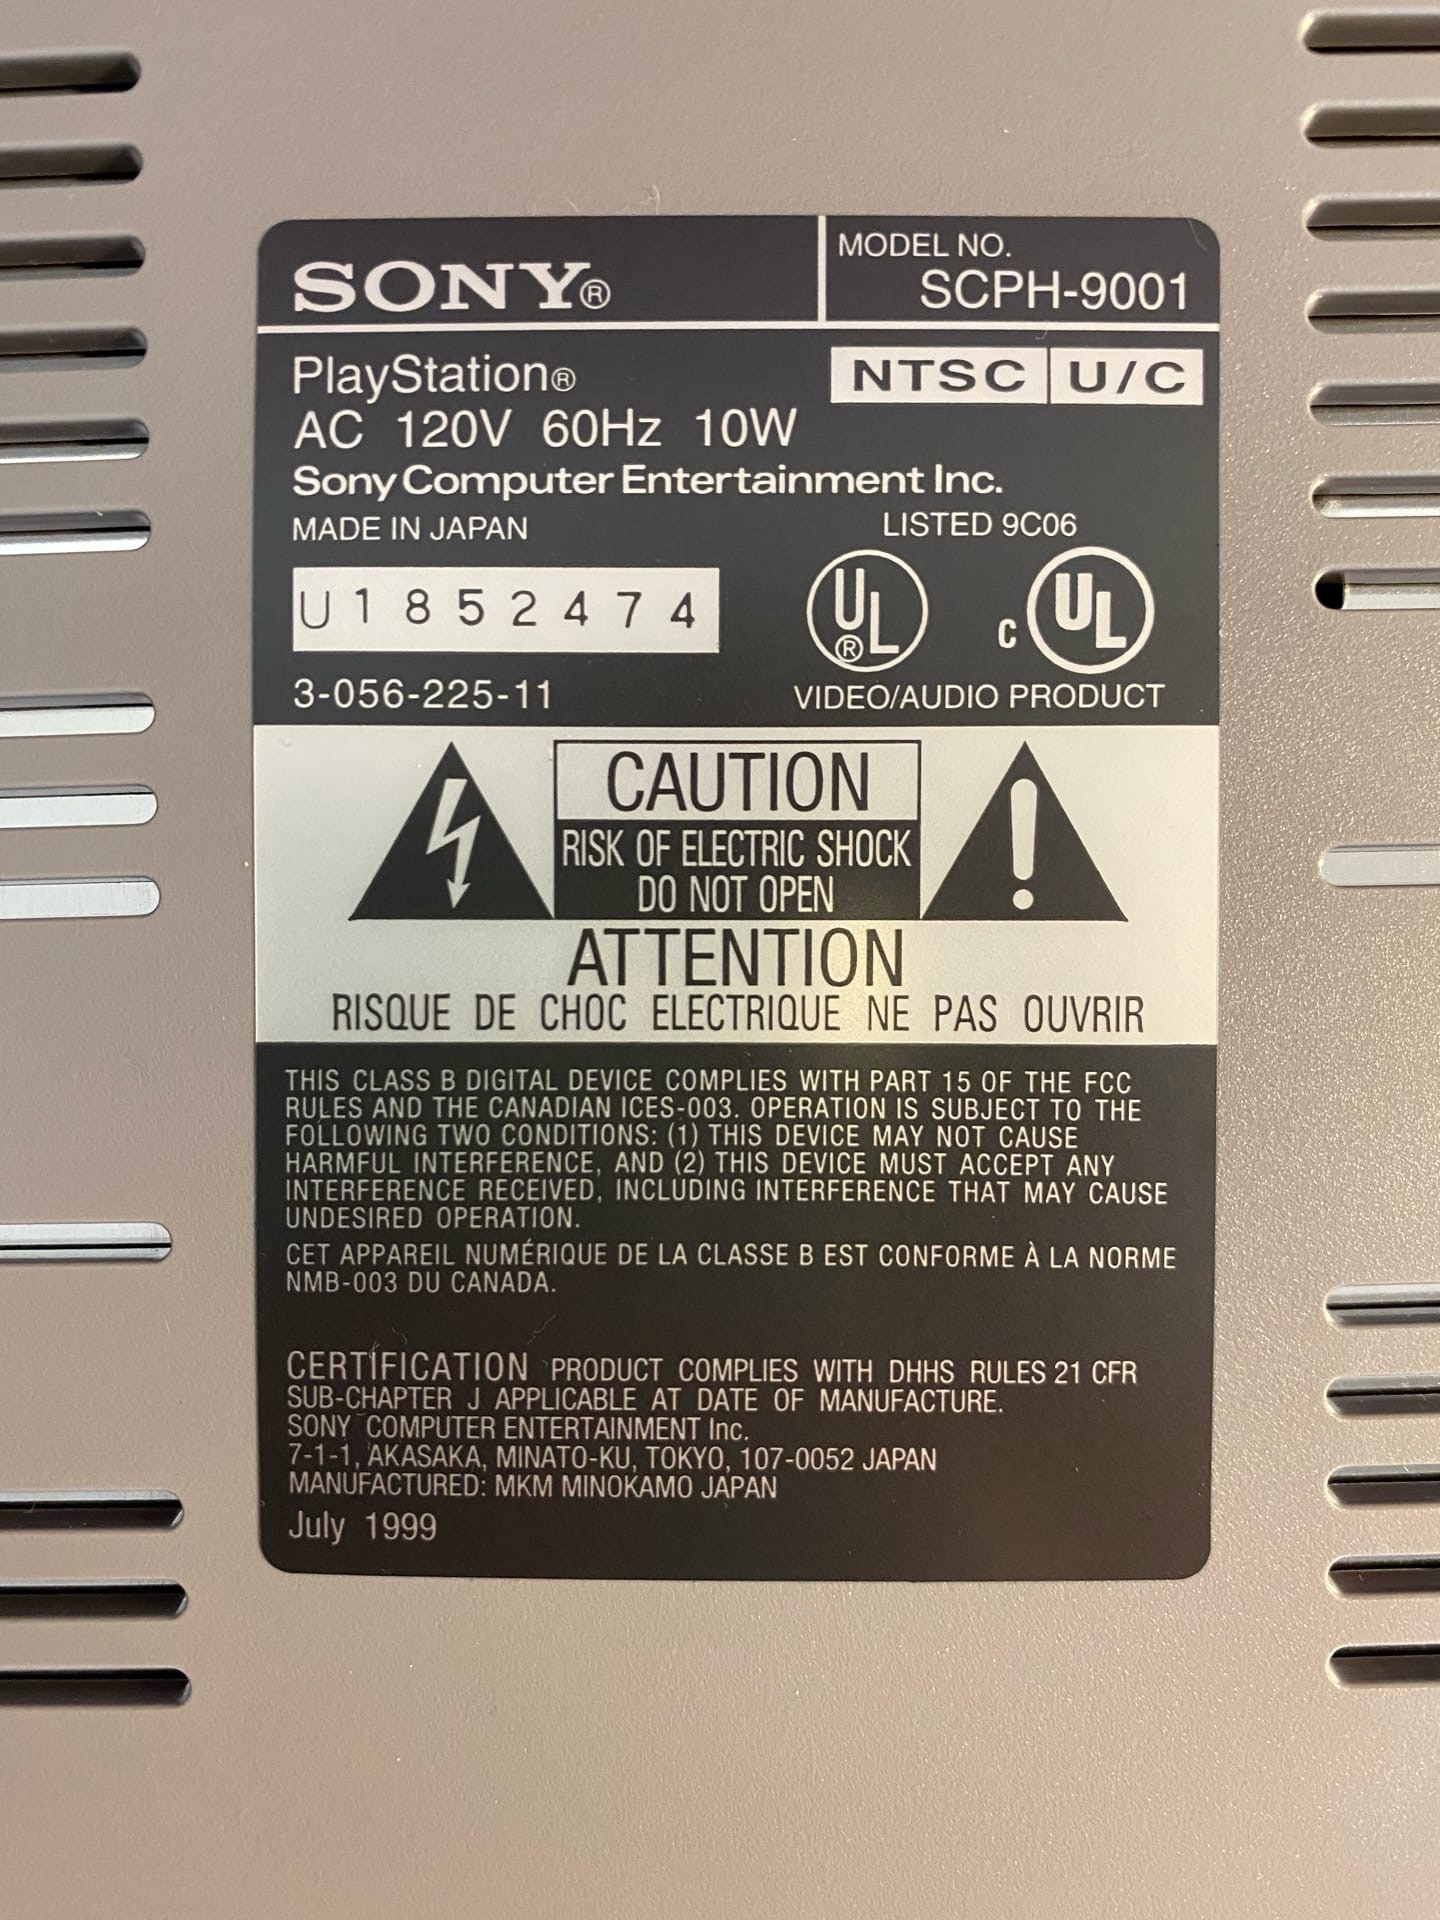 SONY®
MODEL NO.
SCPH-9001
PlayStation®
NTSC U/C
AC 120V 60Hz 10W
Sony Computer Entertainment Inc.
MADE IN JAPAN
LISTED 9C06
U1852474
UL®
C UL
3-056-225-11
VIDEO/AUDIO PRODUCT
CAUTION
RISK OF ELECTRIC SHOCK
DO NOT OPEN
ATTENTION
RISQUE DE CHOC ELECTRIQUE NE PAS OUVRIR
THIS CLASS B DIGITAL DEVICE COMPLIES WITH PART 15 OF THE FCC
RULES AND THE CANADIAN ICES-003. OPERATION IS SUBJECT TO THE
FOLLOWING TWO CONDITIONS: (1) THIS DEVICE MAY NOT CAUSE
HARMFUL INTERFERENCE, AND (2) THIS DEVICE MUST ACCEPT ANY
INTERFERENCE RECEIVED, INCLUDING INTERFERENCE THAT MAY CAUSE
UNDESIRED OPERATION.
CET APPAREIL NUMÉRIQUE DE LA CLASSE B EST CONFORME À LA NORME
NMB-003 DU CANADA.
CERTIFICATION PRODUCT COMPLIES WITH DHHS RULES 21 CFR
SUB-CHAPTER J APPLICABLE AT DATE OF MANUFACTURE.
SONY COMPUTER ENTERTAINMENT Inc.
7-1-1, AKASAKA, MINATO-KU, TOKYO, 107-0052 JAPAN
MANUFACTURED: MKM MINOKAMO JAPAN
July 1999